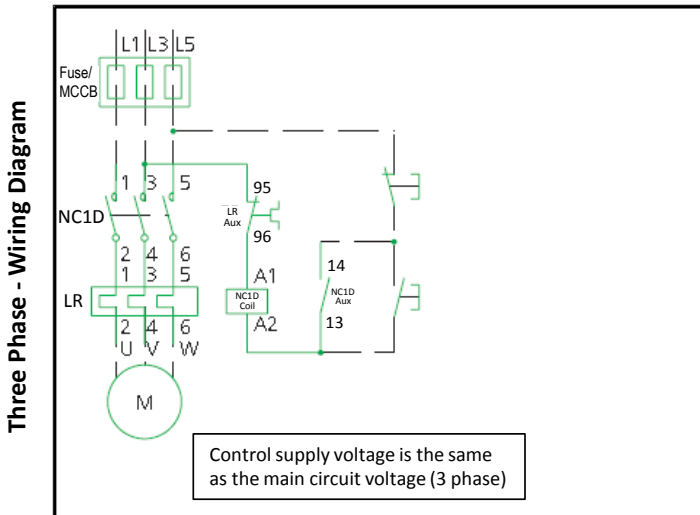 Three Phase - Wiring Diagram
L1 L3 L5
Fuse/
MCCB
1 3 5
NC1D
2 4 6
1 3 5
LR
2 4 6
U V W
M
95
LR
Aux
96
A1
NC1D
Coil
A2
14
NC1D
Aux
13
Control supply voltage is the same
as the main circuit voltage (3 phase)